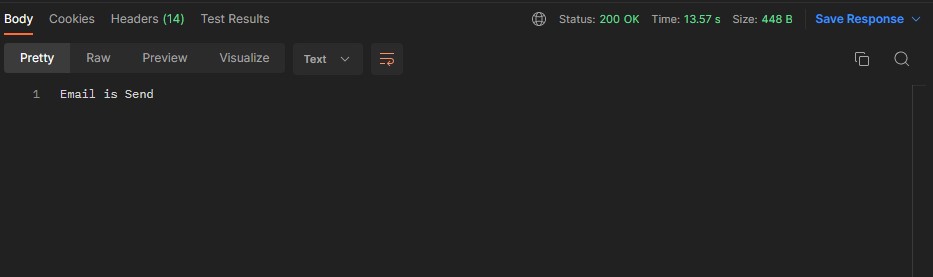 Body Cookies Headers (14) Test Results Status: 200 OK Time: 13.57 s Size: 448 B Save Response
Pretty Raw Preview Visualize Text
1 Email is Send